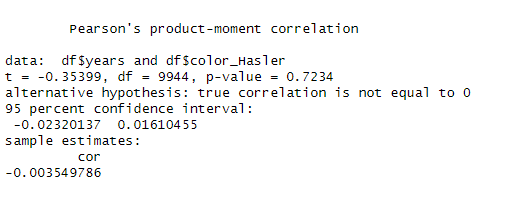 Pearson's product-moment correlation
data:  df$years and df$color_Hasler
t = -0.35399, df = 9944, p-value = 0.7234
alternative hypothesis: true correlation is not equal to 0
95 percent confidence interval:
 -0.02320137  0.01610455
sample estimates:
         cor
-0.003549786